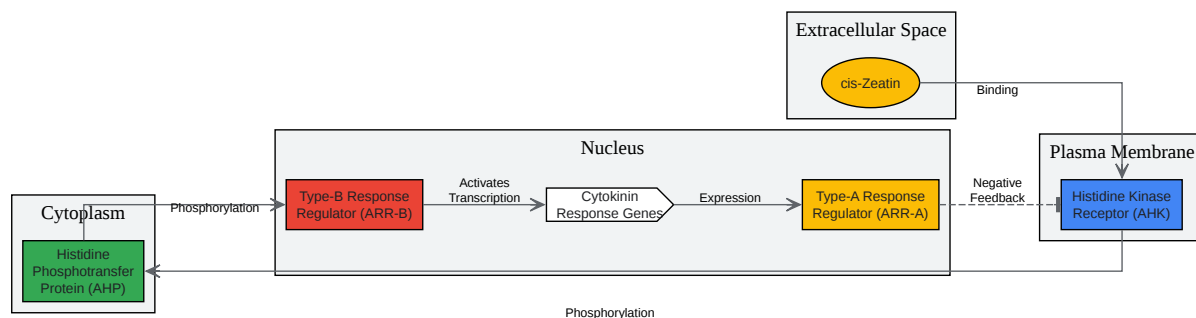 Extracellular Space
cis-Zeatin
Binding
Nucleus
Plasma Membrane
Cytoplasm
Phosphorylation
Type-B Response
Regulator (ARR-B)
Activates
Transcription
Cytokinin
Response Genes
Expression
Type-A Response
Regulator (ARR-A)
Negative
Feedback
Histidine Kinase
Receptor (AHK)
Histidine
Phosphotransfer
Protein (AHP)
Phosphorylation